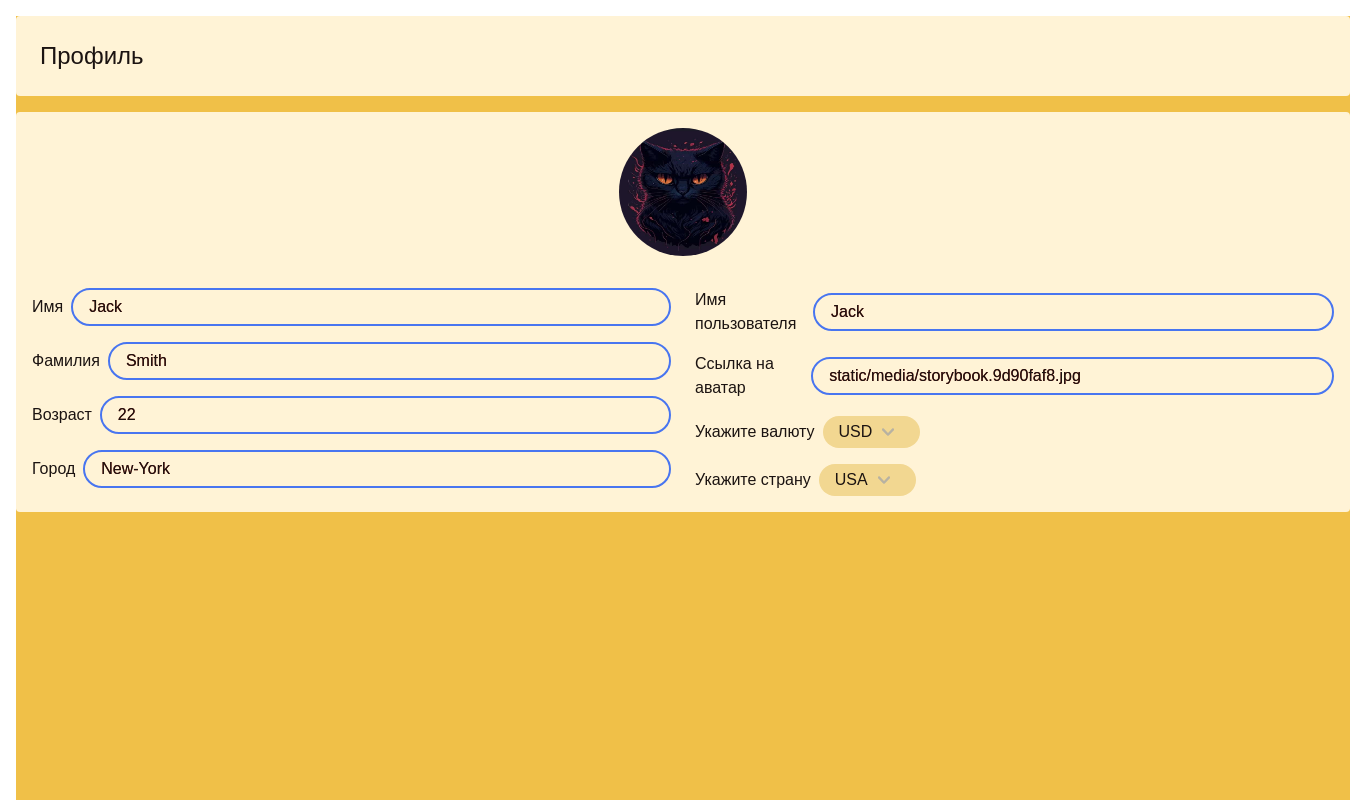 Профиль
Имя
Jack
Фамилия
Smith
Возраст
22
Город
New-York
Имя
пользователя
Jack
Ссылка на
аватар
static/media/storybook.9d90faf8.jpg
Укажите валюту
USD
Укажите страну
USA